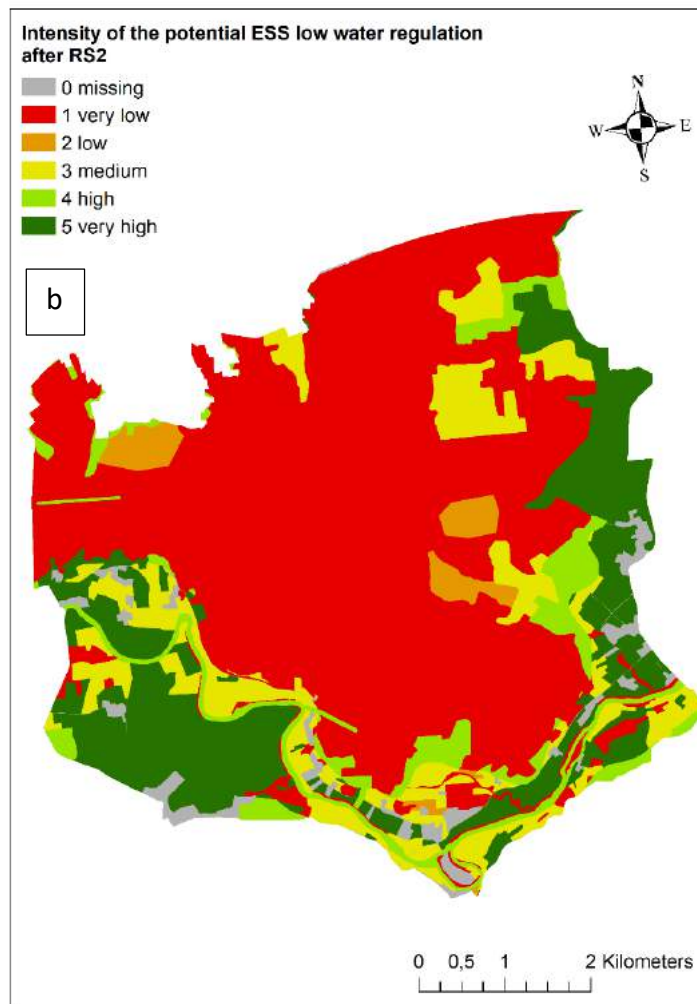 Intensity of the potential ESS low water regulation
after RS2
0 missing
1 very low
2 low
3 medium
4 high
5 very high
N
W E
S
b
0 0,5 1 2 Kilometers